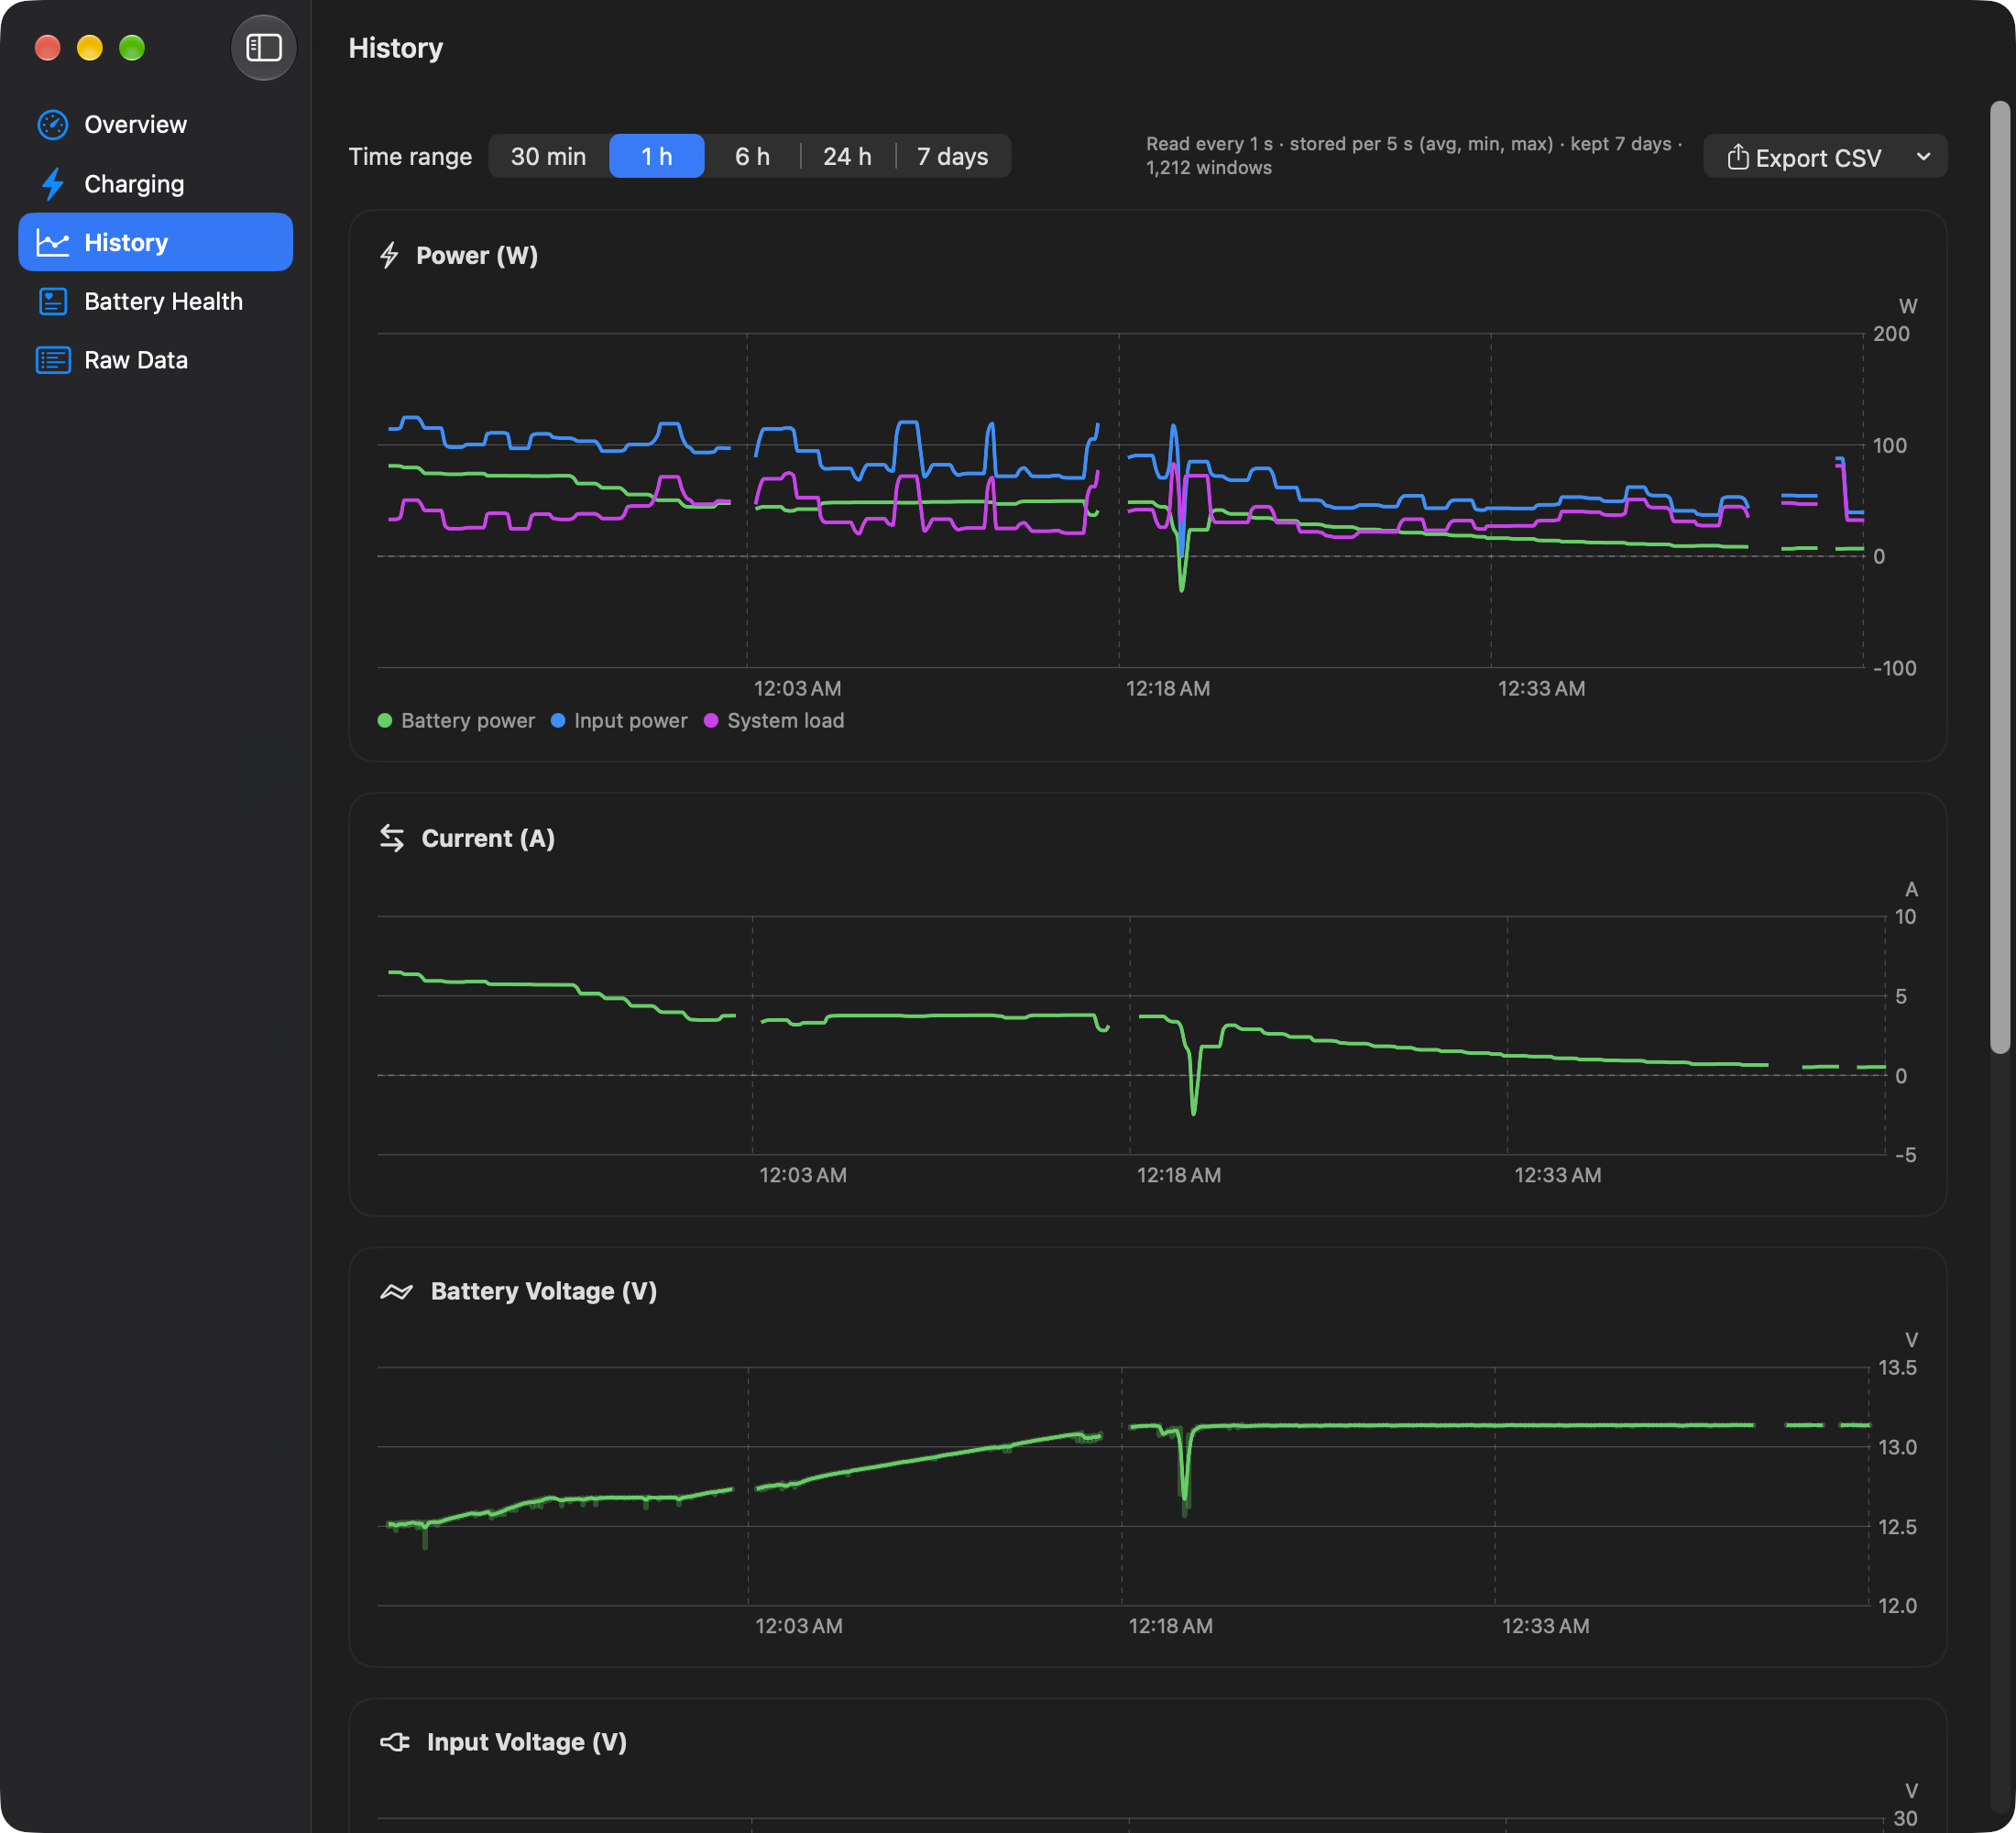 History
Overview
Charging
History
Battery Health
Raw Data
Time range
30 min
1 h
6 h
24 h
7 days
Read every 1 s · stored per 5 s (avg, min, max) · kept 7 days ·
1,212 windows
Export CSV
Power (W)
W
200
100
0
-100
12:03 AM
12:18 AM
12:33 AM
Battery power
Input power
System load
Current (A)
A
10
5
0
-5
12:03 AM
12:18 AM
12:33 AM
Battery Voltage (V)
V
13.5
13.0
12.5
12.0
12:03 AM
12:18 AM
12:33 AM
Input Voltage (V)
V
30